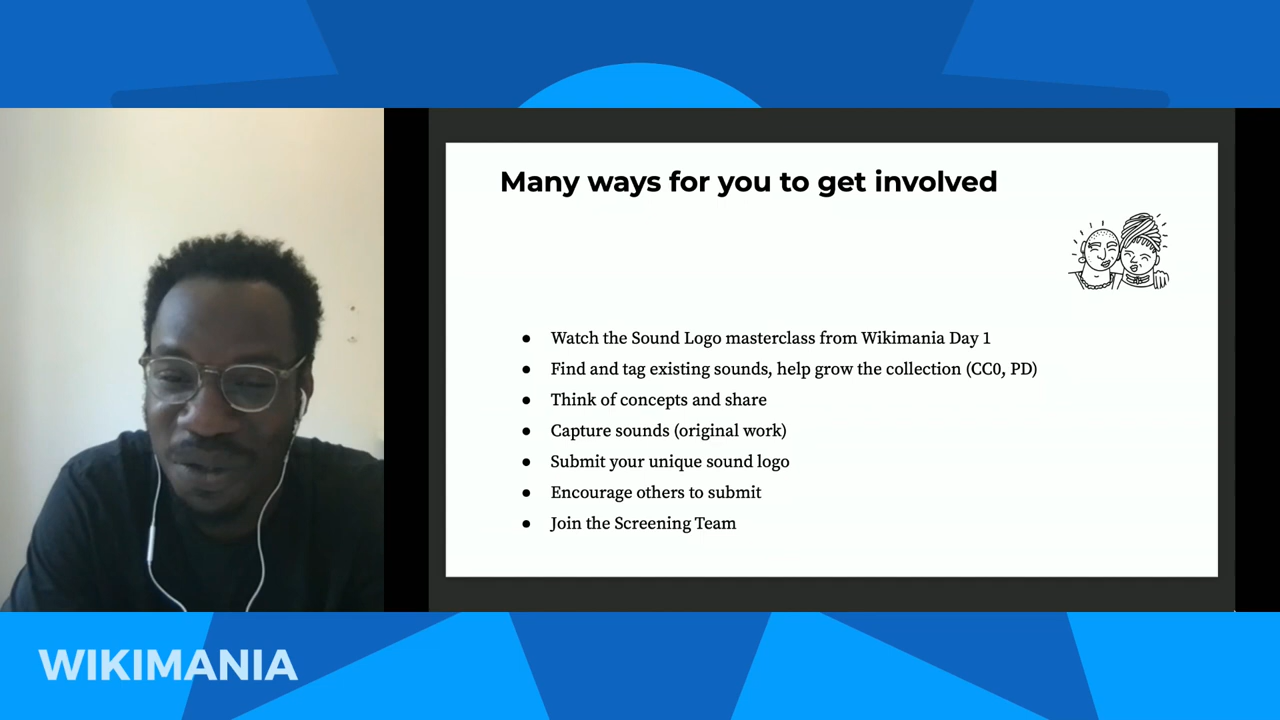 Many ways for you to get involved
● Watch the Sound Logo masterclass from Wikimania Day 1
● Find and tag existing sounds, help grow the collection (CC0, PD)
● Think of concepts and share
● Capture sounds (original work)
● Submit your unique sound logo
● Encourage others to submit
● Join the Screening Team
WIKIMANIA